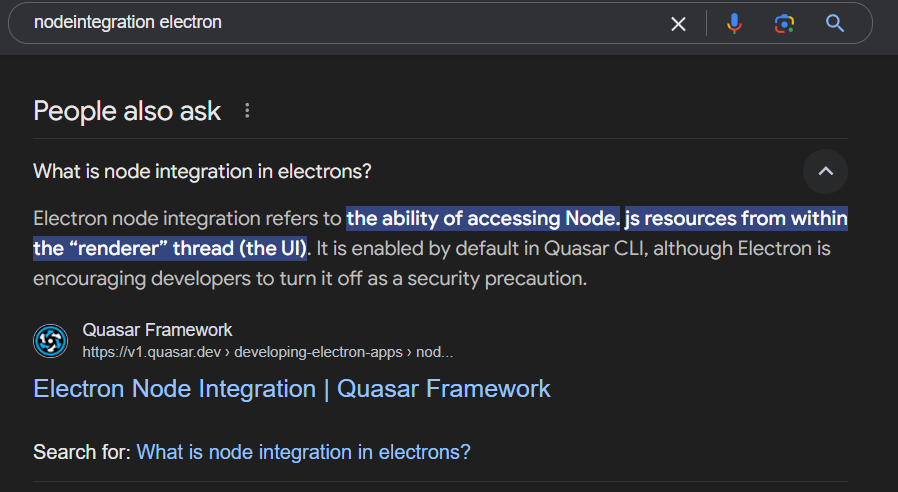 nodeintegration electron
People also ask
What is node integration in electrons?
Electron node integration refers to the ability of accessing Node. js resources from within
the “renderer” thread (the UI). It is enabled by default in Quasar CLI, although Electron is
encouraging developers to turn it off as a security precaution.
Quasar Framework
https://v1.quasar.dev › developing-electron-apps › nod...
Electron Node Integration | Quasar Framework
Search for: What is node integration in electrons?